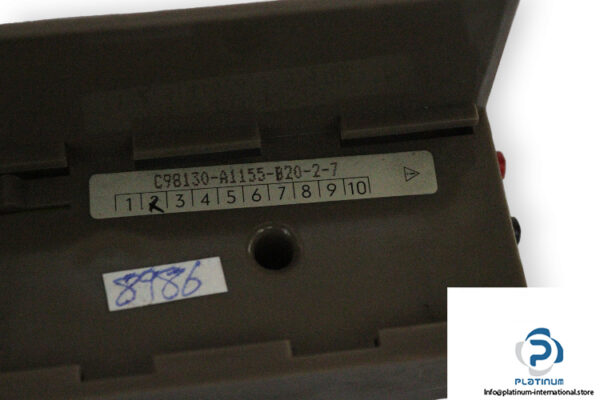 C98130-A1155-B20-2-7
1 2 3 4 5 6 7 8 9 10
8986
PLATINUM
Info@platinum-international.store